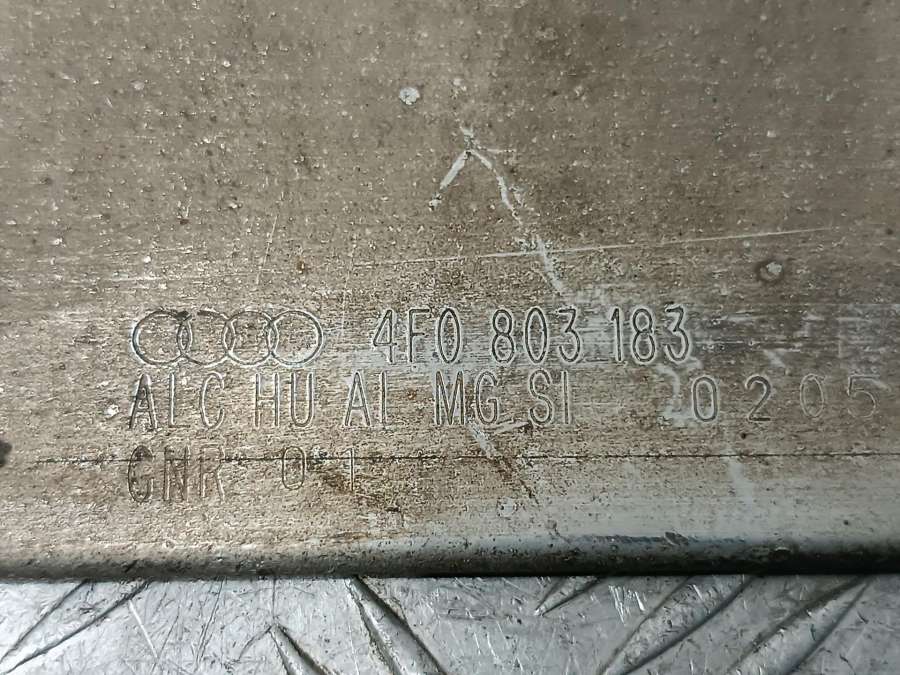 4F0 803 183
ALC HU AL MG SI 0205
GNR 01